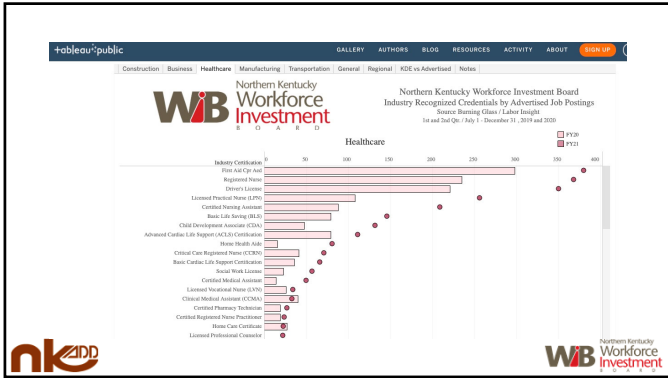 +ab|eau public
GALLERY AUTHORS BLOG RESOURCES ACTIVITY ABOUT SIGN UP
Construction Business Healthcare Manufacturing Transportation General Regional KDE vs Advertised Notes
WIB Northern Kentucky Workforce Investment
B O A R D
Northern Kentucky Workforce Investment Board
Industry Recognized Credentials by Advertised Job Postings
Source Burning Glass / Labor Insight
1st and 2nd Qtr / July 1 - December 31 , 2019 and 2020
FY20
FY21
Healthcare
Industry Certification
0 50 100 150 200 250 300 350 400
First Aid Cpr Aed
Registered Nurse
Driver's License
Licensed Practical Nurse (LPN)
Certified Nursing Assistant
Basic Life Saving (BLS)
Child Development Associate (CDA)
Advanced Cardiac Life Support (ACLS) Certification
Home Health Aide
Critical Care Registered Nurse (CCRN)
Basic Cardiac Life Support Certification
Social Work License
Certified Medical Assistant
Licensed Vocational Nurse (LVN)
Clinical Medical Assistant (CCMA)
Certified Pharmacy Technician
Certified Registered Nurse Practitioner
Home Care Certificate
Licensed Professional Counselor
nkADD
WIB Northern Kentucky Workforce Investment
B O A R D